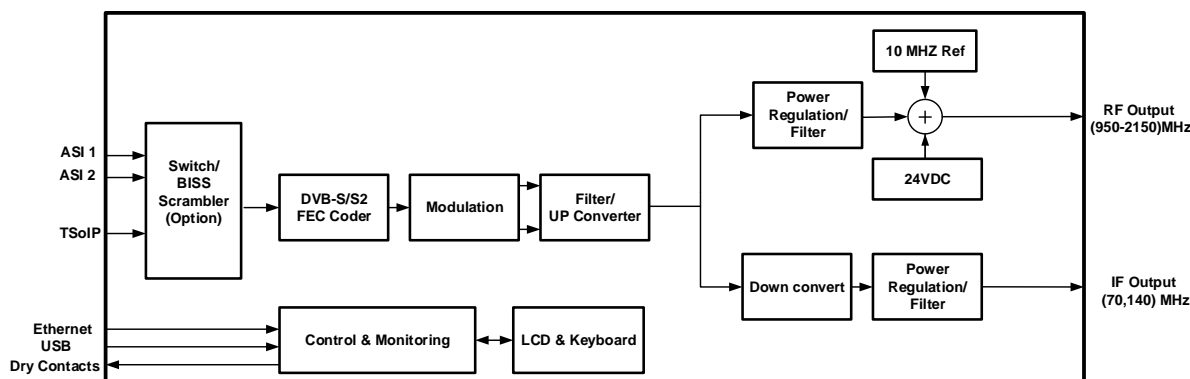 10 MHZ Ref
Power
Regulation/
Filter
+
RF Output
(950-2150)MHz
24VDC
ASI 1
ASI 2
TSoIP
Switch/
BISS
Scrambler
(Option)
DVB-S/S2
FEC Coder
Modulation
Filter/
UP Converter
Down convert
Power
Regulation/
Filter
IF Output
(70,140) MHz
Ethernet
USB
Dry Contacts
Control & Monitoring
LCD & Keyboard